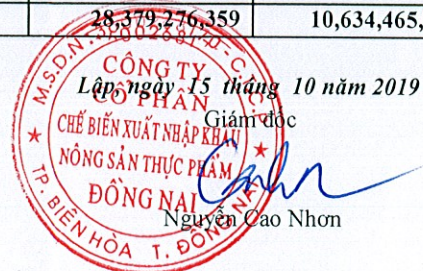 28,379,276,359 10,634,465,
Lập, ngày 15 tháng 10 năm 2019
Giám đốc
CÔNG TY
CỔ PHẦN
CHẾ BIẾN XUẤT NHẬP KHẨU
NÔNG SẢN THỰC PHẨM
ĐỒNG NAI
M.S.D.N: - C.T.C.P
TP. BIÊN HÒA T. ĐỒNG NAI
Nguyễn Cao Nhơn